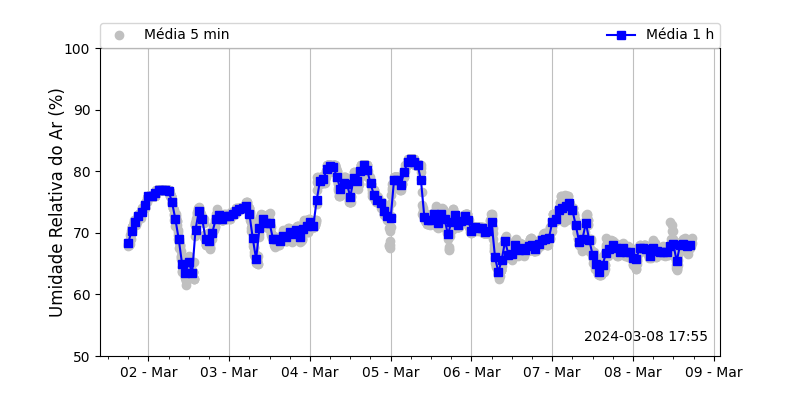 Média 5 min
Média 1 h
100
90
80
70
60
50
Umidade Relativa do Ar (%)
2024-03-08 17:55
02 - Mar
03 - Mar
04 - Mar
05 - Mar
06 - Mar
07 - Mar
08 - Mar
09 - Mar